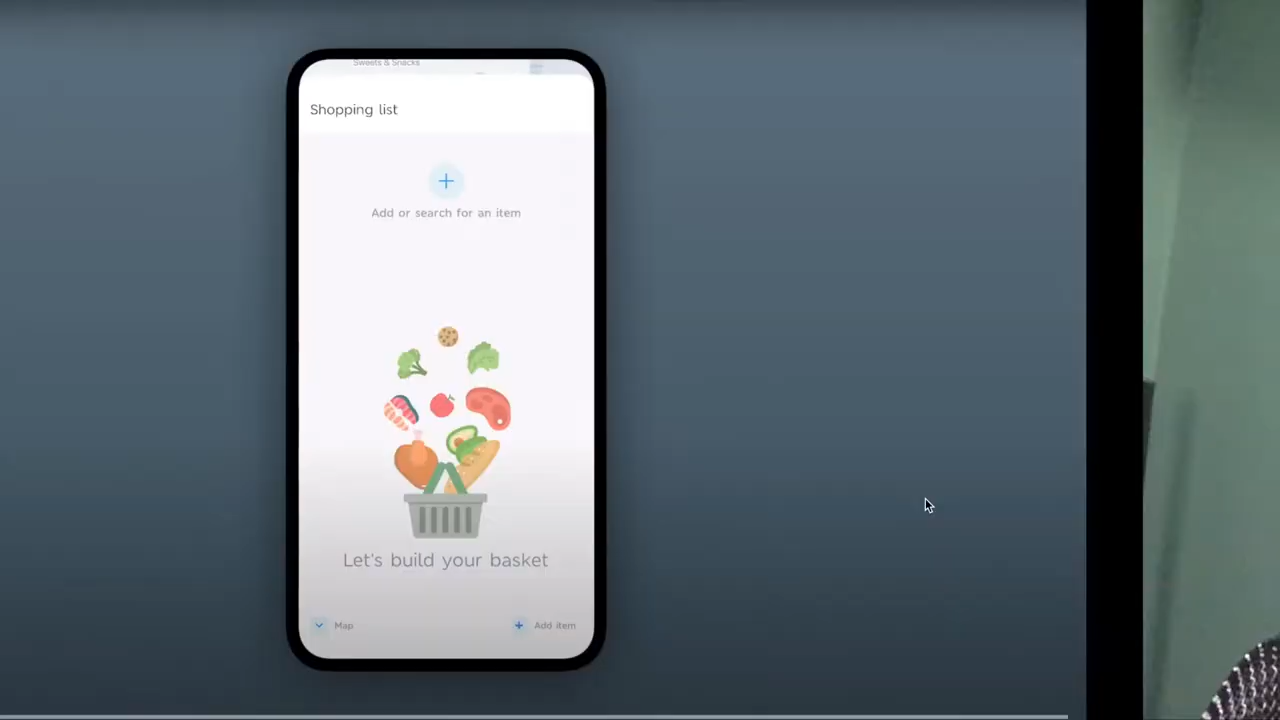 Sweets & Snacks
Shopping list
Add or search for an item
Let's build your basket
Map
Add item